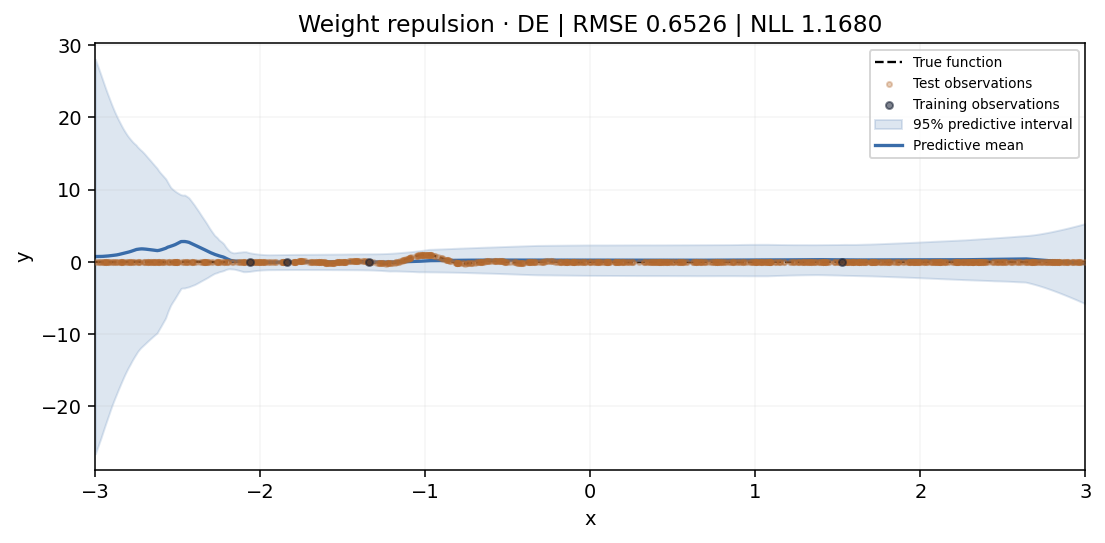 Weight repulsion · DE | RMSE 0.6526 | NLL 1.1680
True function
Test observations
Training observations
95% predictive interval
Predictive mean
y
30
20
10
0
−10
−20
−3
−2
−1
0
1
2
3
x